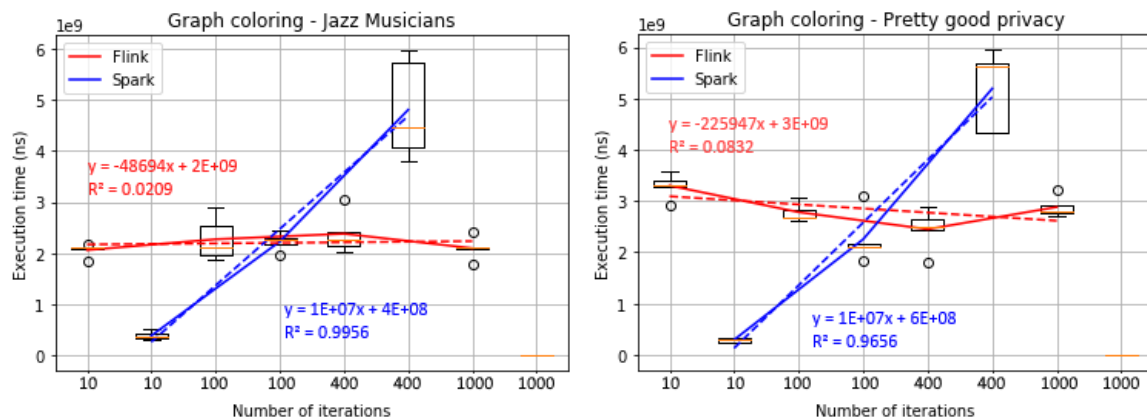 Graph coloring - Jazz Musicians
1e9
Flink
Spark
6
5
4
3
2
1
0
Execution time (ns)
y = -48694x + 2E+09
R² = 0.0209
y = 1E+07x + 4E+08
R² = 0.9956
10 10 100 100 400 400 1000 1000
Number of iterations
Graph coloring - Pretty good privacy
1e9
Flink
Spark
6
5
4
3
2
1
0
Execution time (ns)
y = -225947x + 3E+09
R² = 0.0832
y = 1E+07x + 6E+08
R² = 0.9656
10 10 100 100 400 400 1000 1000
Number of iterations